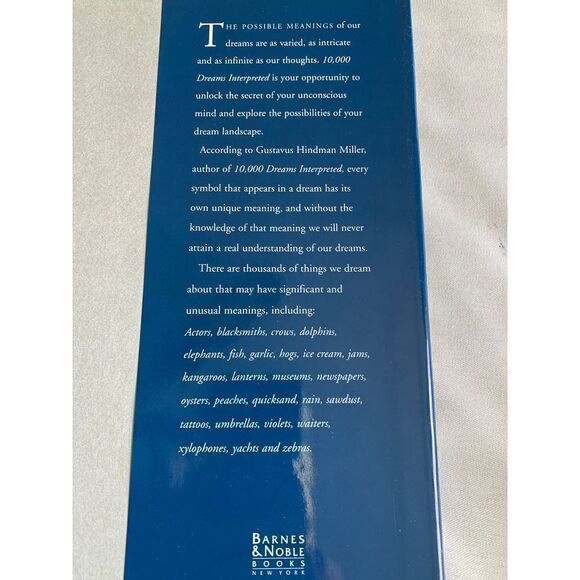 THE POSSIBLE MEANINGS of our
dreams are as varied, as intricate
and as infinite as our thoughts. 10,000
Dreams Interpreted is your opportunity to
unlock the secret of your unconscious
mind and explore the possibilities of your
dream landscape.
According to Gustavus Hindman Miller,
author of 10,000 Dreams Interpreted, every
symbol that appears in a dream has its
own unique meaning, and without the
knowledge of that meaning we will never
attain a real understanding of our dreams.
There are thousands of things we dream
about that may have significant and
unusual meanings, including:
Actors, blacksmiths, crows, dolphins,
elephants, fish, garlic, hogs, ice cream, jams,
kangaroos, lanterns, museums, newspapers,
oysters, peaches, quicksand, rain, sawdust,
tattoos, umbrellas, violets, waiters,
xylophones, yachts and zebras.
BARNES
& NOBLE
BOOKS
NEW YORK